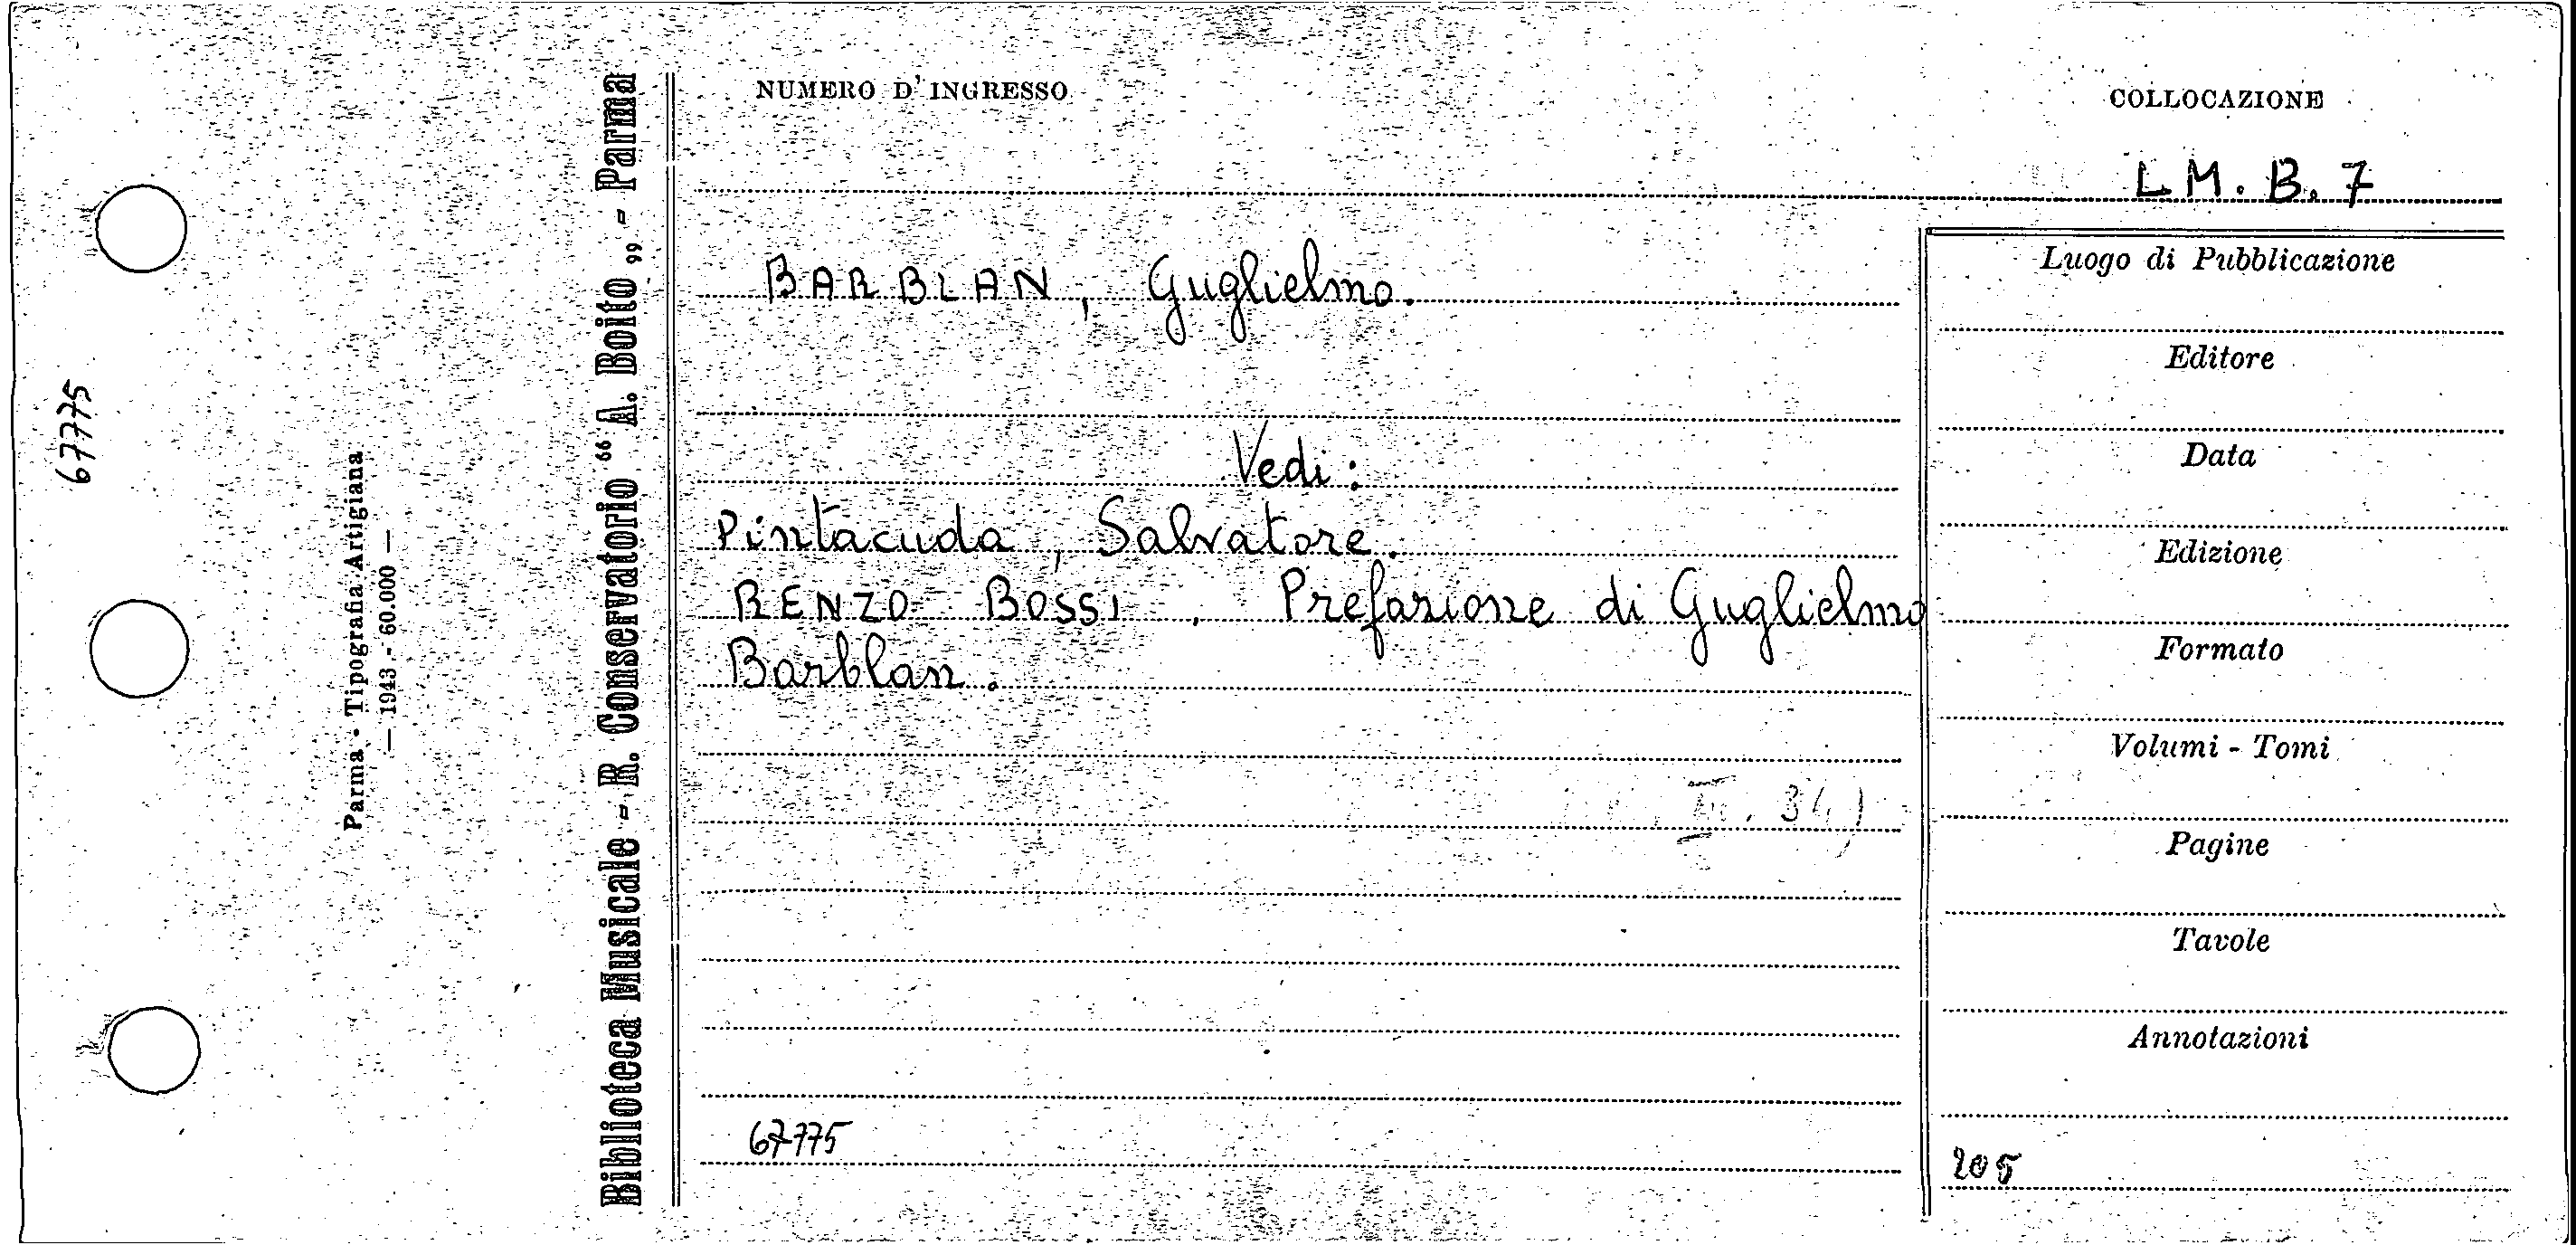 67775
Parma - Tipografia Artigiana
— 1943 - 60.000 —
Biblioteca Musicale - R. Conservatorio "A. Boito" - Parma
NUMERO D'INGRESSO
COLLOCAZIONE
LM. B. 7
BARBLAN, Guglielmo.
Vedi:
Pintacuda, Salvatore.
RENZO BOSSI. Prefazione di Guglielmo
Barblan.
34)
67775
Luogo di Pubblicazione
Editore
Data
Edizione
Formato
Volumi - Tomi
Pagine
Tavole
Annotazioni
205